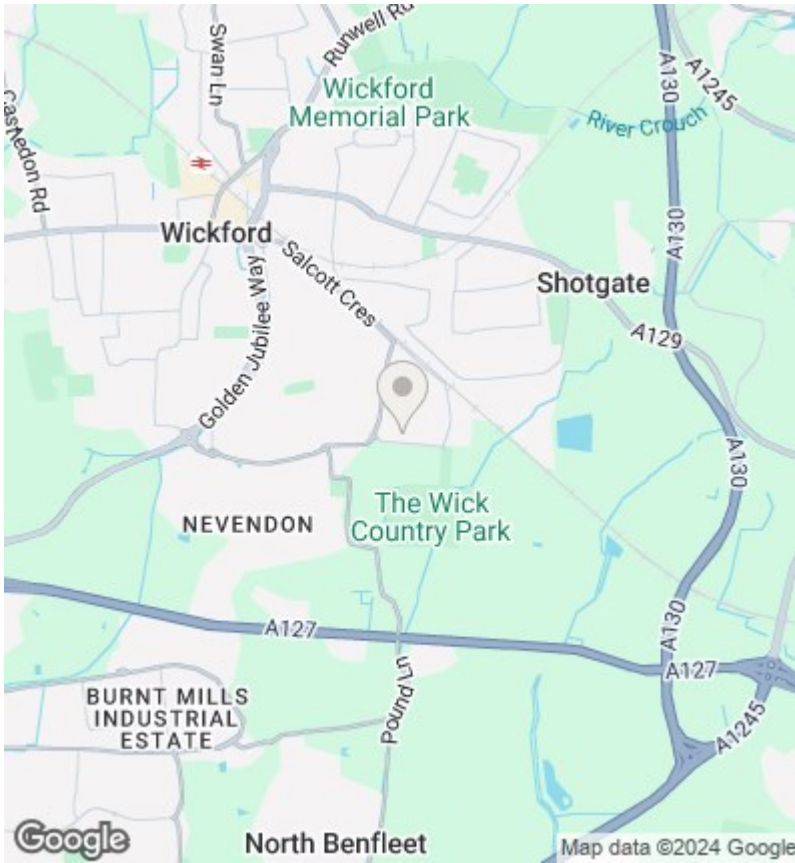 Swan Ln
Runwell Rd
A130
A1245
Wickford
Memorial Park
River Crouch
Castledon Rd
A130
Wickford
Salcott Cres
Shotgate
Golden Jubilee Way
A129
A130
The Wick
Country Park
NEVENDON
A127
A130
A127
Pound Ln
BURNT MILLS
INDUSTRIAL
ESTATE
A1245
Google
North Benfleet
Map data ©2024 Google